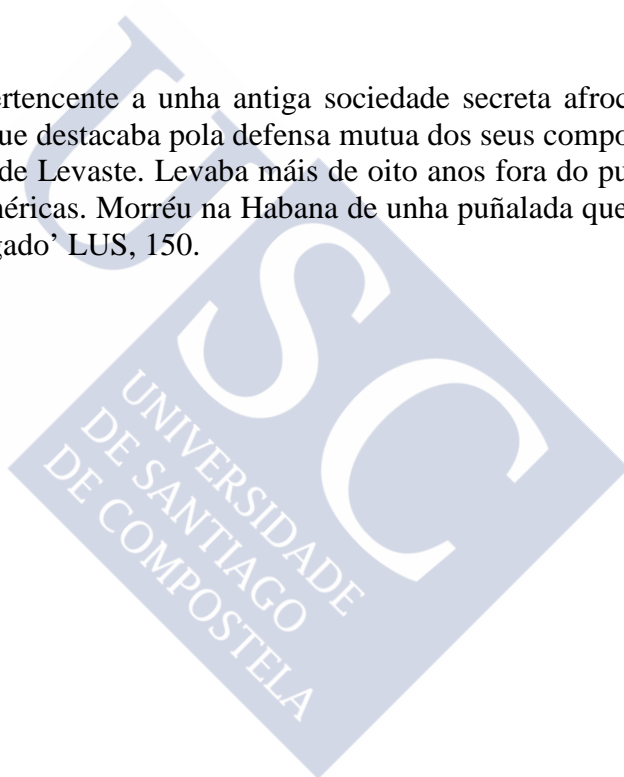 ertencente a unha antiga sociedade secreta afroc
ue destacaba pola defensa mutua dos seus compo
de Levaste. Levaba máis de oito anos fora do pu
néricas. Morréu na Habana de unha puñalada que
gado’ LUS, 150.
USC
UNIVERSIDADE
DE SANTIAGO
DE COMPOSTELA